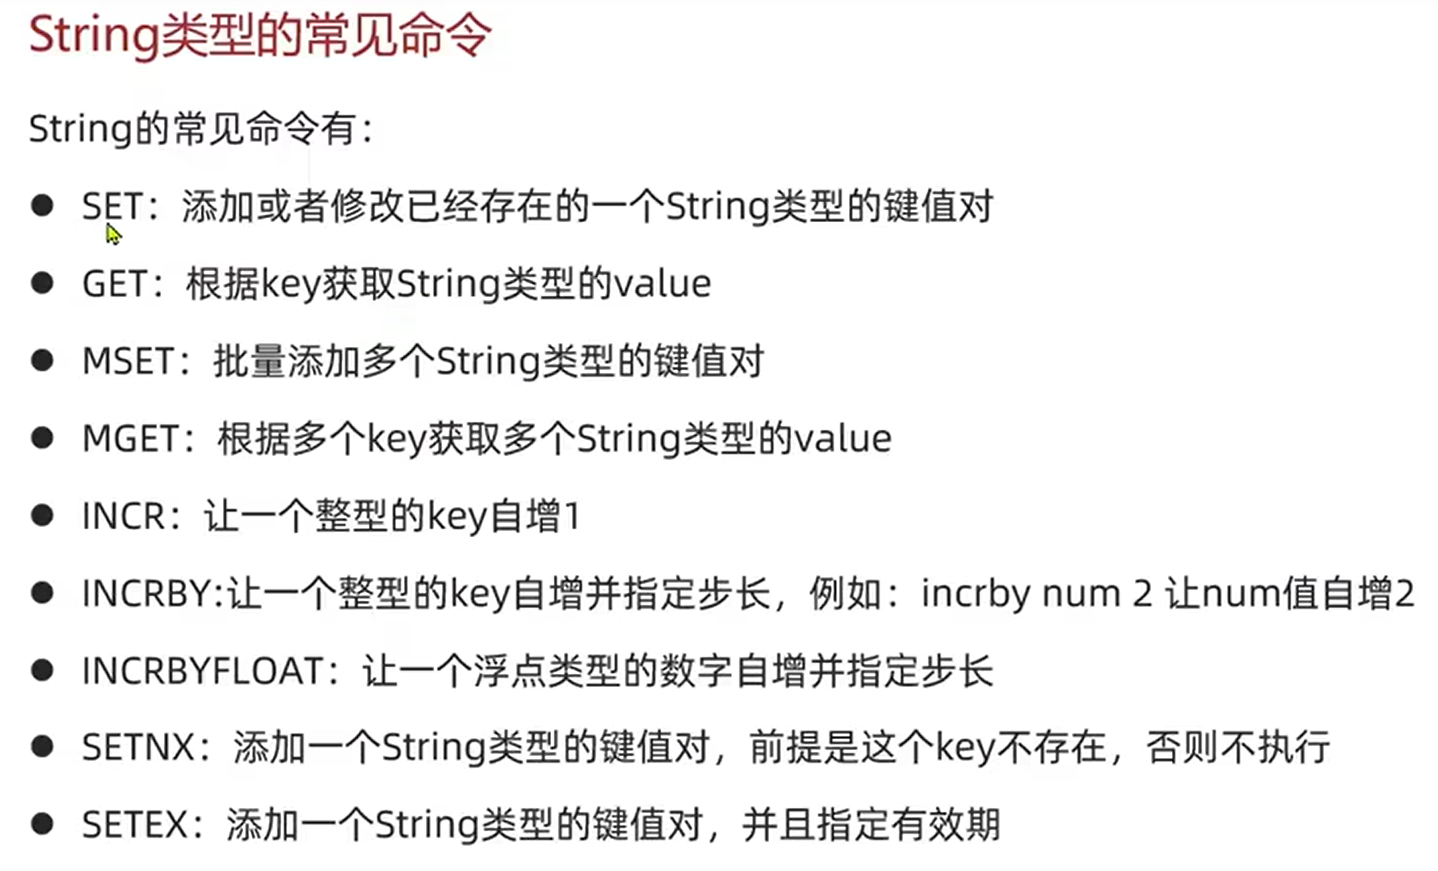 String类型的常见命令
String的常见命令有：
● SET：添加或者修改已经存在的一个String类型的键值对
● GET：根据key获取String类型的value
● MSET：批量添加多个String类型的键值对
● MGET：根据多个key获取多个String类型的value
● INCR：让一个整型的key自增1
● INCRBY:让一个整型的key自增并指定步长，例如：incrby num 2 让num值自增2
● INCRBYFLOAT：让一个浮点类型的数字自增并指定步长
● SETNX：添加一个String类型的键值对，前提是这个key不存在，否则不执行
● SETEX：添加一个String类型的键值对，并且指定有效期